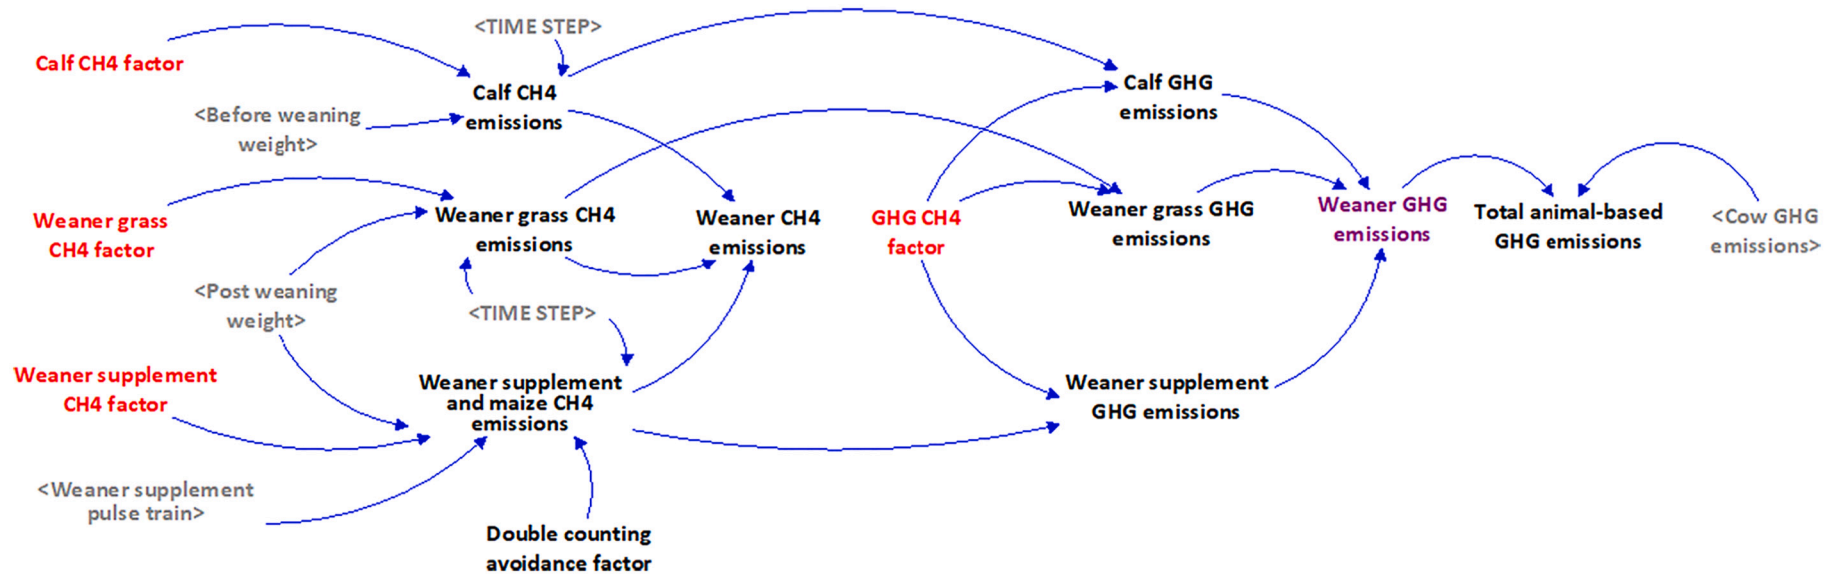 <TIME STEP>
Calf CH4 factor
Calf CH4
emissions
Calf GHG
emissions
<Before weaning
weight>
Weaner grass
CH4 factor
Weaner grass CH4
emissions
Weaner CH4
emissions
GHG CH4
factor
Weaner grass GHG
emissions
Weaner GHG
emissions
Total animal-based
GHG emissions
<Cow GHG
emissions>
<Post weaning
weight>
<TIME STEP>
Weaner supplement
CH4 factor
Weaner supplement
and maize CH4
emissions
Weaner supplement
GHG emissions
<Weaner supplement
pulse train>
Double counting
avoidance factor